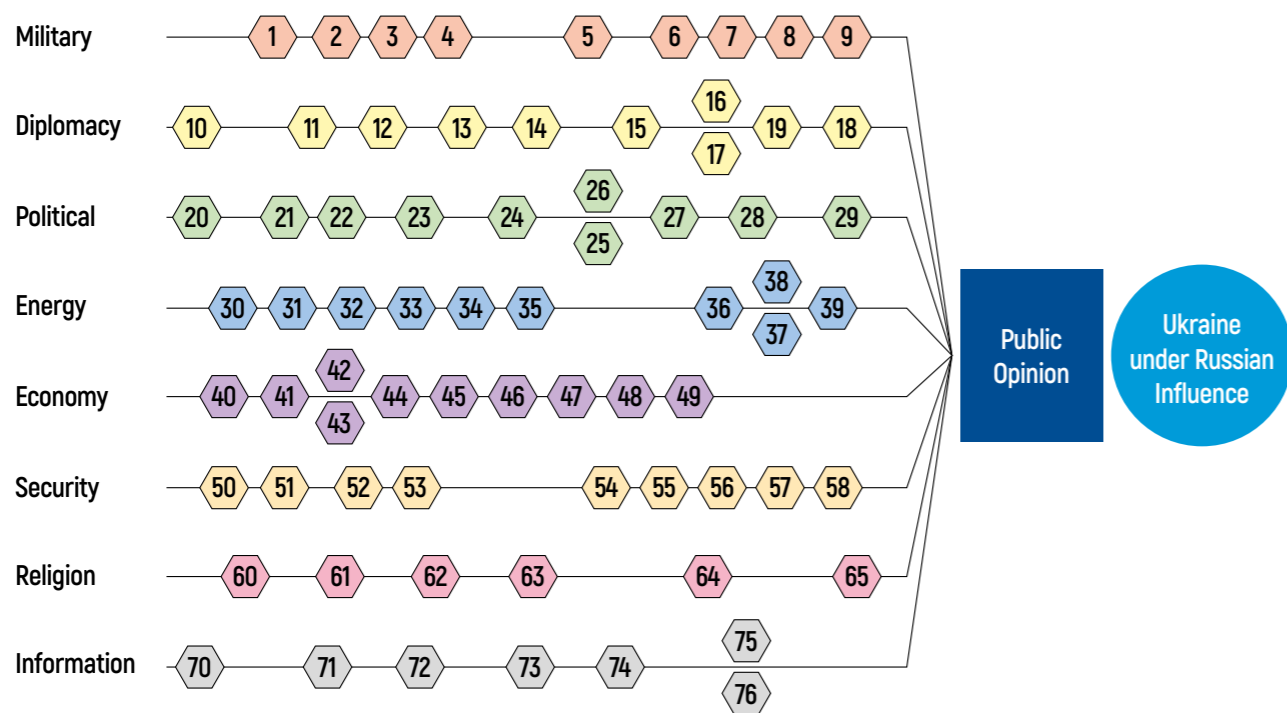 Military 1 2 3 4 5 6 7 8 9
16
Diplomacy 10 11 12 13 14 15 19 18
17
26
Political 20 21 22 23 24 27 28 29
25
38
Energy 30 31 32 33 34 35 36 39
37
42
Economy 40 41 44 45 46 47 48 49
43
Security 50 51 52 53 54 55 56 57 58
Religion 60 61 62 63 64 65
75
Information 70 71 72 73 74
76
Public
Opinion
Ukraine
under Russian
Influence